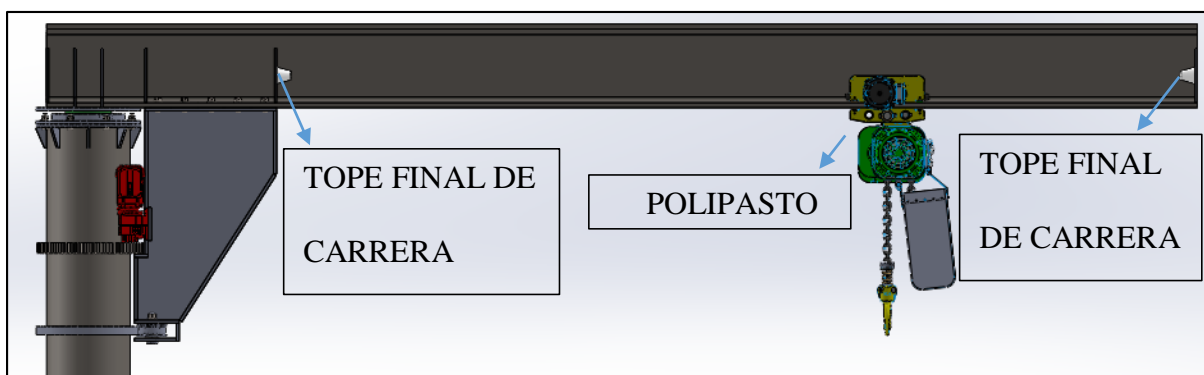 TOPE FINAL DE
CARRERA
POLIPASTO
TOPE FINAL
DE CARRERA